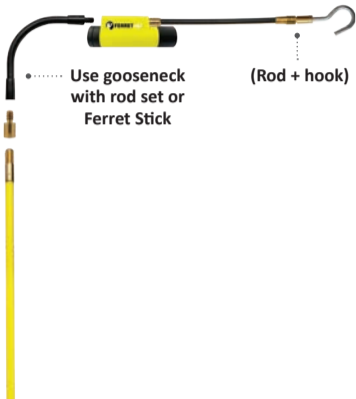 FERRET
Use gooseneck
with rod set or
Ferret Stick
(Rod + hook)